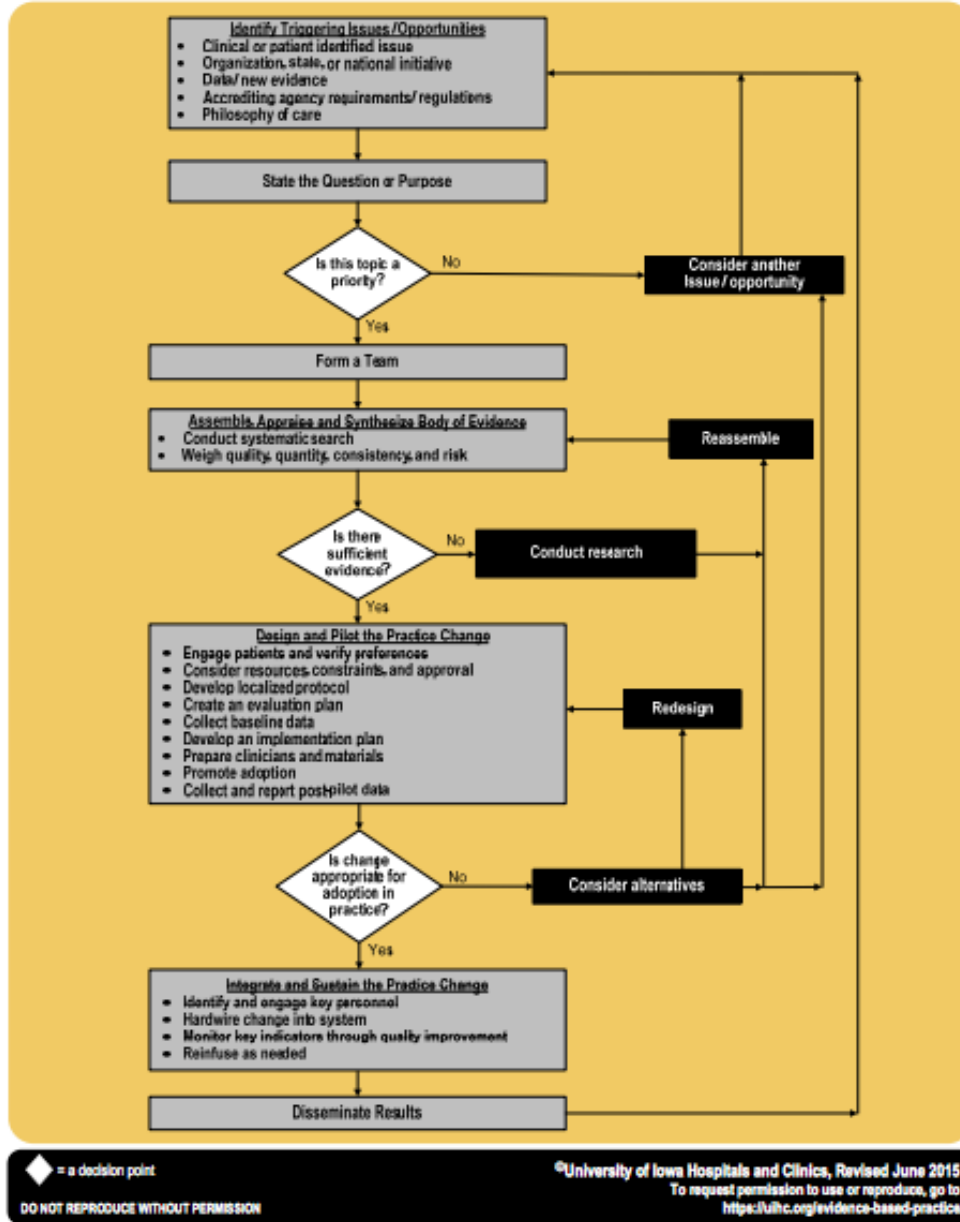 Identify Triggering Issues/Opportunities
• Clinical or patient identified issue
• Organization, state, or national initiative
• Data/ new evidence
• Accrediting agency requirements/ regulations
• Philosophy of care
State the Question or Purpose
Is this topic a
priority?
No
Consider another
Issue / opportunity
Yes
Form a Team
Assemble, Appraise and Synthesize Body of Evidence
• Conduct systematic search
• Weigh quality, quantity, consistency, and risk
Reassemble
Is there
sufficient
evidence?
No
Conduct research
Yes
Design and Pilot the Practice Change
• Engage patients and verify preferences
• Consider resources, constraints, and approval
• Develop localized protocol
• Create an evaluation plan
• Collect baseline data
• Develop an implementation plan
• Prepare clinicians and materials
• Promote adoption
• Collect and report post-pilot data
Redesign
Is change
appropriate for
adoption in
practice?
No
Consider alternatives
Yes
Integrate and Sustain the Practice Change
• Identify and engage key personnel
• Hardwire change into system
• Monitor key indicators through quality improvement
• Reinfuse as needed
Disseminate Results
= a decision point
©University of Iowa Hospitals and Clinics, Revised June 2015
To request permission to use or reproduce, go to
https://uihc.org/evidence-based-practice
DO NOT REPRODUCE WITHOUT PERMISSION